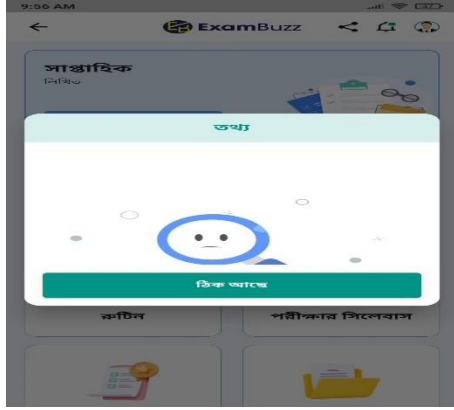 9:56 AM
ExamBuzz
সাপ্তাহিক
লিখিত
তথ্য
ঠিক আছে
রুটিন
পরীক্ষার সিলেবাস